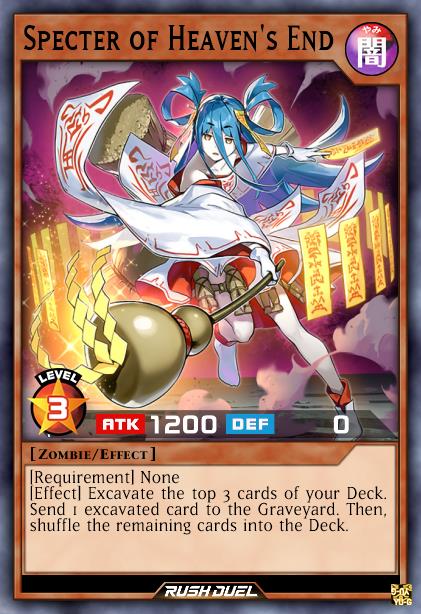 Specter of Heaven's End
やみ
闇
LEVEL
3
ATK 1200 DEF 0
[Zombie/Effect]
[Requirement] None
[Effect] Excavate the top 3 cards of your Deck.
Send 1 excavated card to the Graveyard. Then,
shuffle the remaining cards into the Deck.
RUSH DUEL